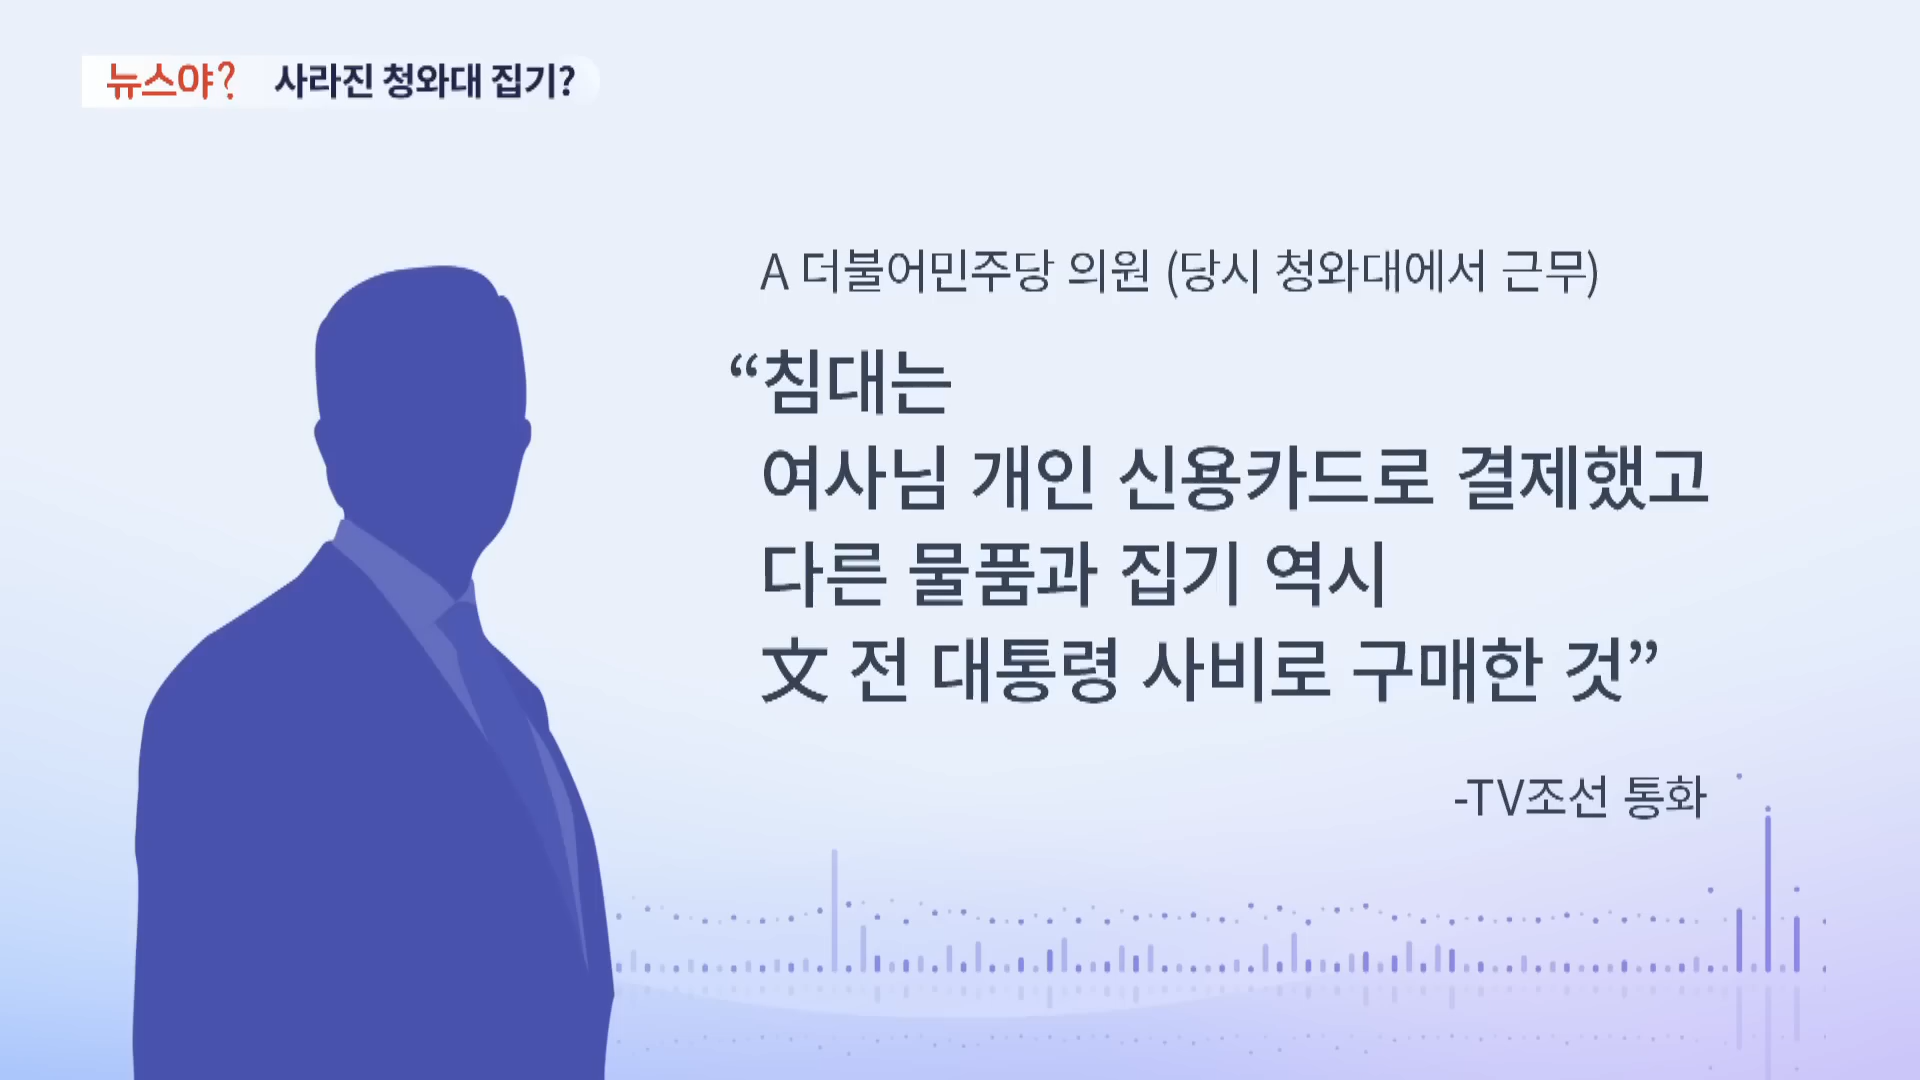 뉴스야? 사라진 청와대 집기?
A 더불어민주당 의원 (당시 청와대에서 근무)
“침대는
여사님 개인 신용카드로 결제했고
다른 물품과 집기 역시
文 전 대통령 사비로 구매한 것”
-TV조선 통화